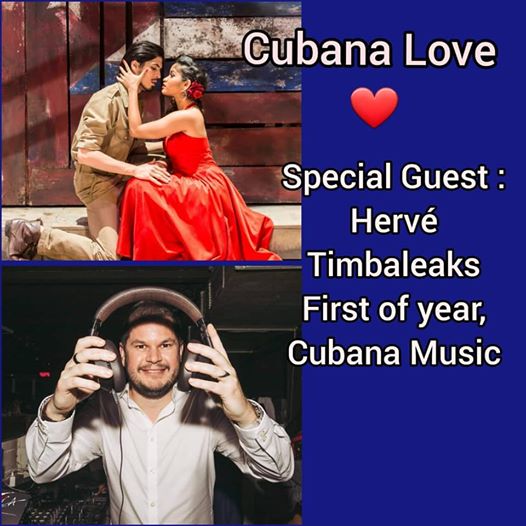 Cubana Love
❤️
Special Guest :
Hervé
Timbaleaks
First of year,
Cubana Music